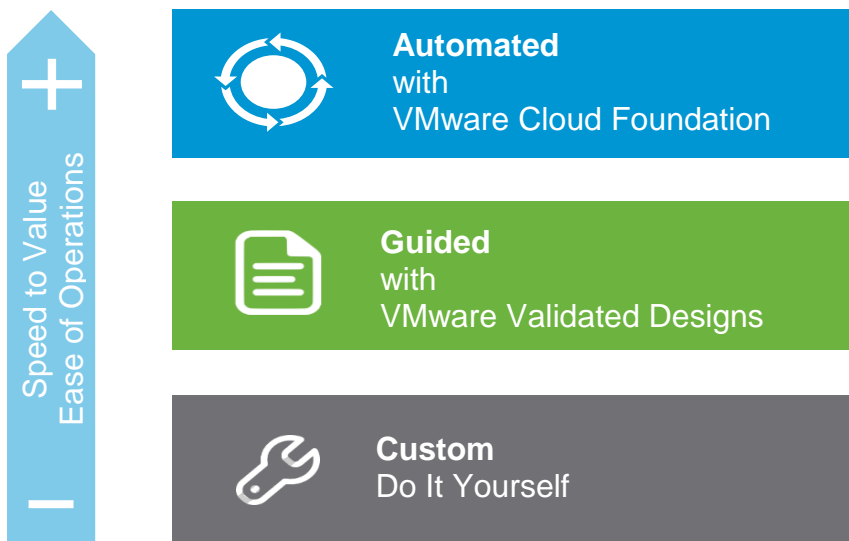 Speed to Value
Ease of Operations
Automated
with
VMware Cloud Foundation
Guided
with
VMware Validated Designs
Custom
Do It Yourself